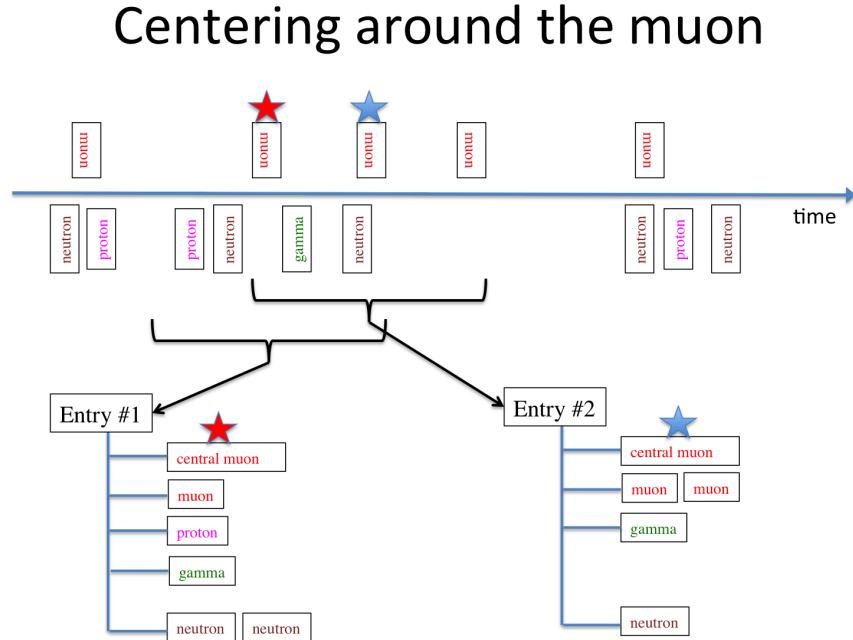 Centering around the muon
muon muon muon muon muon
time
neutron proton proton neutron gamma neutron neutron proton neutron
Entry #1
central muon
muon
proton
gamma
neutron neutron
Entry #2
central muon
muon muon
gamma
neutron